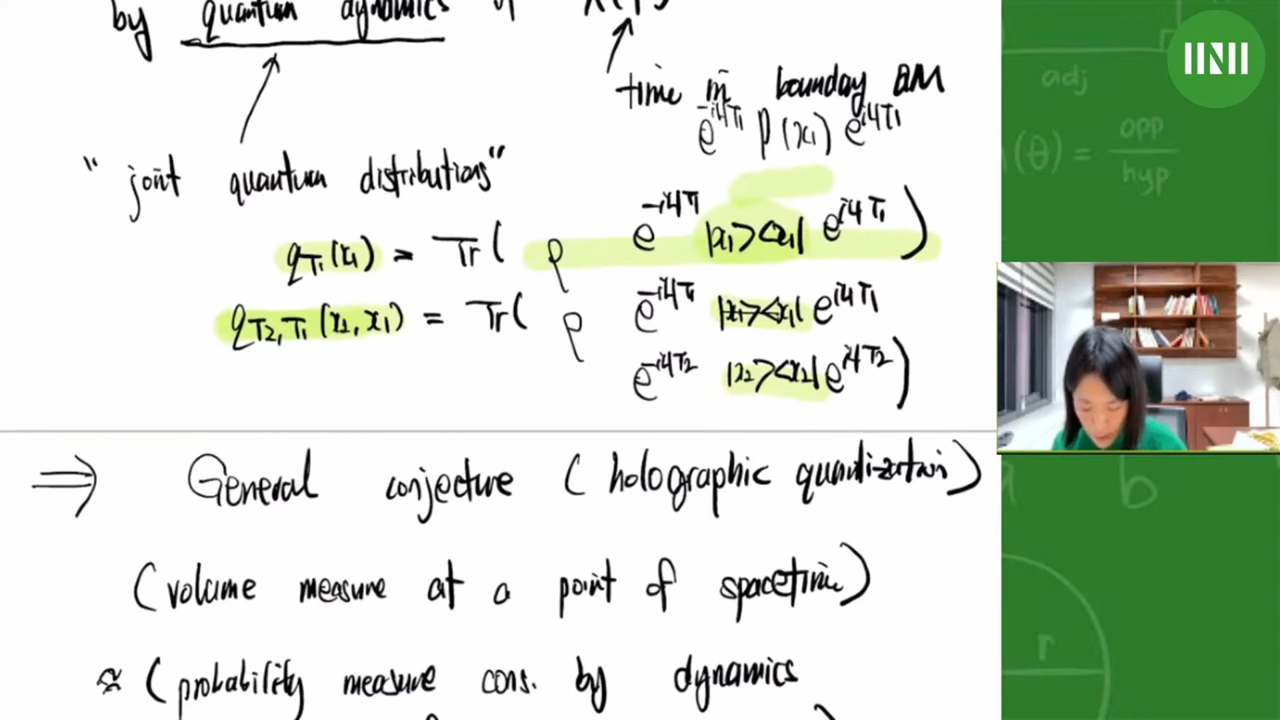 by quantum dynamics
time in boundary QM
e^{-iHT_1} P(x_1) e^{iHT_1}
" joint quantum distributions"
q_{T_1}(x_1) = Tr( ρ e^{-iHT_1} |x_1><x_1| e^{iHT_1} )
q_{T_2,T_1}(x_2, x_1) = Tr( ρ e^{-iHT_1} |x_1><x_1| e^{iHT_1}
e^{-iHT_2} |x_2><x_2| e^{iHT_2} )
⇒ General conjecture (holographic quantization)
(volume measure at a point of spacetime)
≈ (probability measure cons. by dynamics
adj
(θ) = opp
hyp
b
r